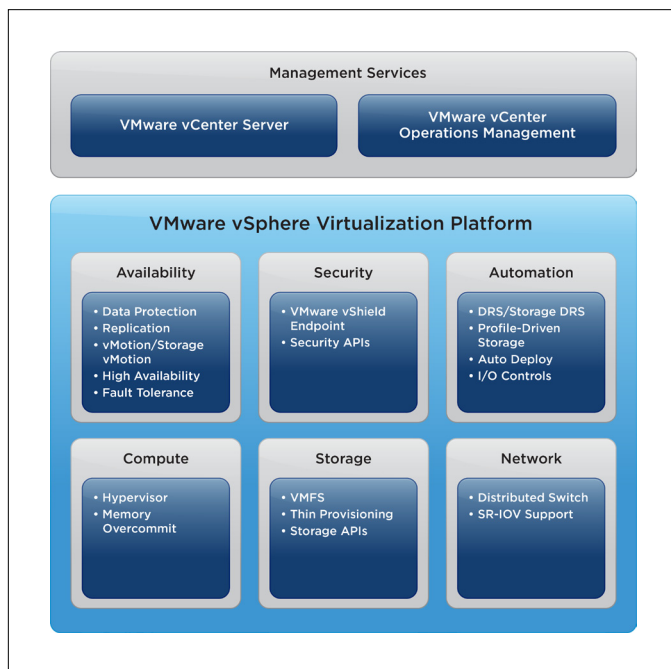 Management Services
VMware vCenter Server
VMware vCenter
Operations Management
VMware vSphere Virtualization Platform
Availability
• Data Protection
• Replication
• vMotion/Storage
vMotion
• High Availability
• Fault Tolerance
Security
• VMware vShield
Endpoint
• Security APIs
Automation
• DRS/Storage DRS
• Profile-Driven
Storage
• Auto Deploy
• I/O Controls
Compute
• Hypervisor
• Memory
Overcommit
Storage
• VMFS
• Thin Provisioning
• Storage APIs
Network
• Distributed Switch
• SR-IOV Support